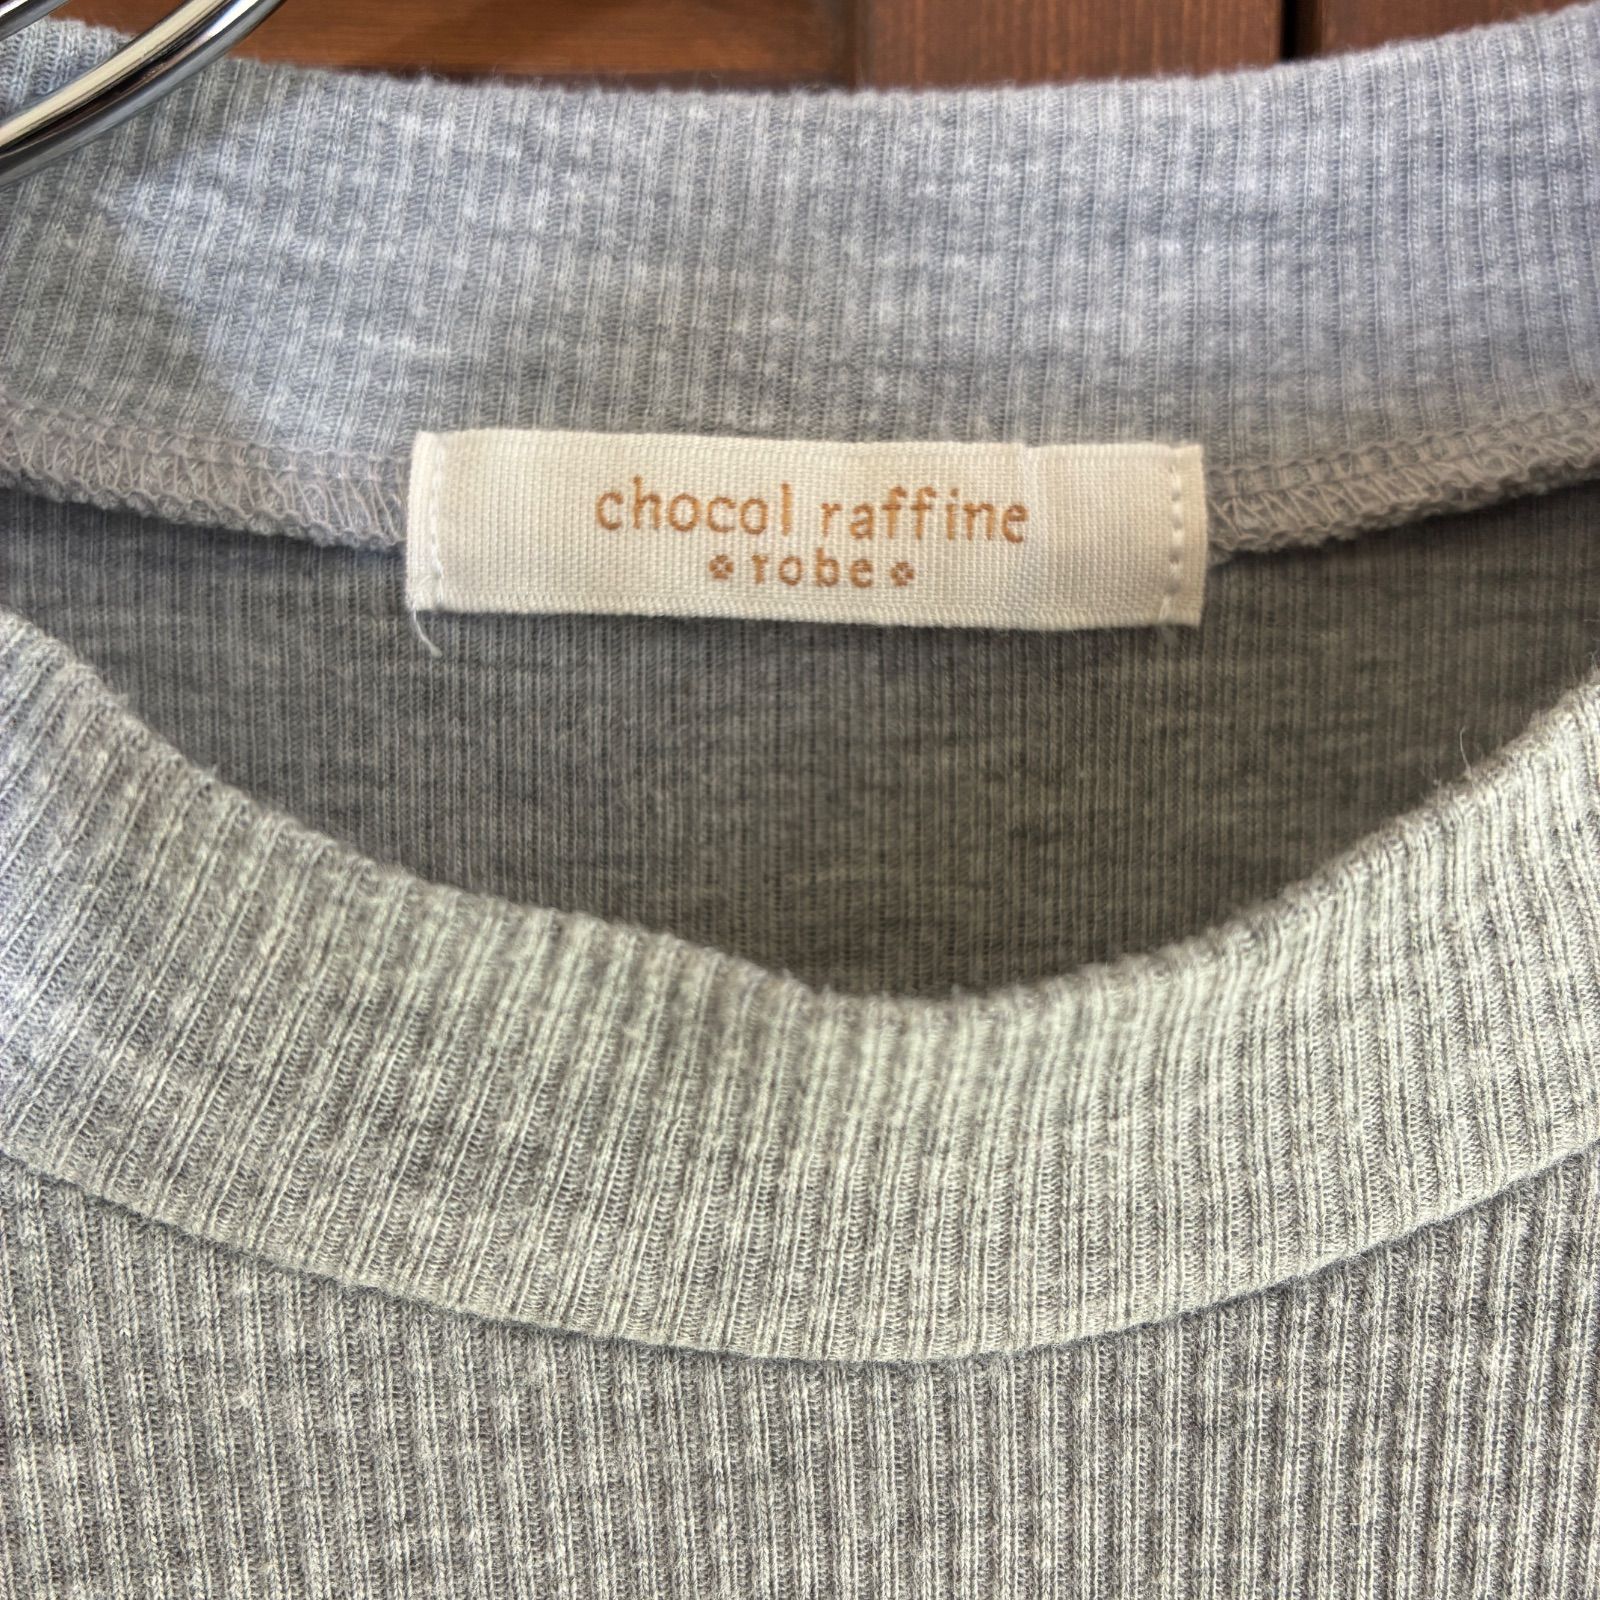 chocol raffine
robe